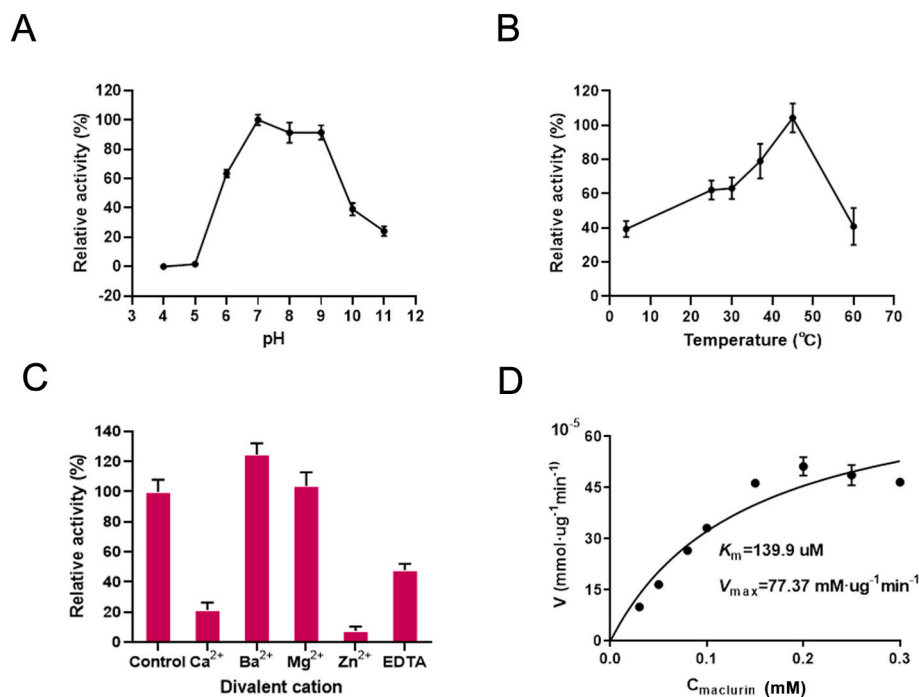 A
Relative activity (%)
120
100
80
60
40
20
0
-20
3 4 5 6 7 8 9 10 11 12
pH
B
Relative activity (%)
120
100
80
60
40
20
0
0 10 20 30 40 50 60 70
Temperature (℃)
C
Relative activity (%)
140
120
100
80
60
40
20
0
Control Ca²⁺ Ba²⁺ Mg²⁺ Zn²⁺ EDTA
Divalent cation
D
10⁻⁵
V (mmol·ug⁻¹min⁻¹)
60
45
30
15
0
Kₘ=139.9 uM
Vₘₐₓ=77.37 mM·ug⁻¹min⁻¹
0.0 0.1 0.2 0.3
Cmaclurin (mM)